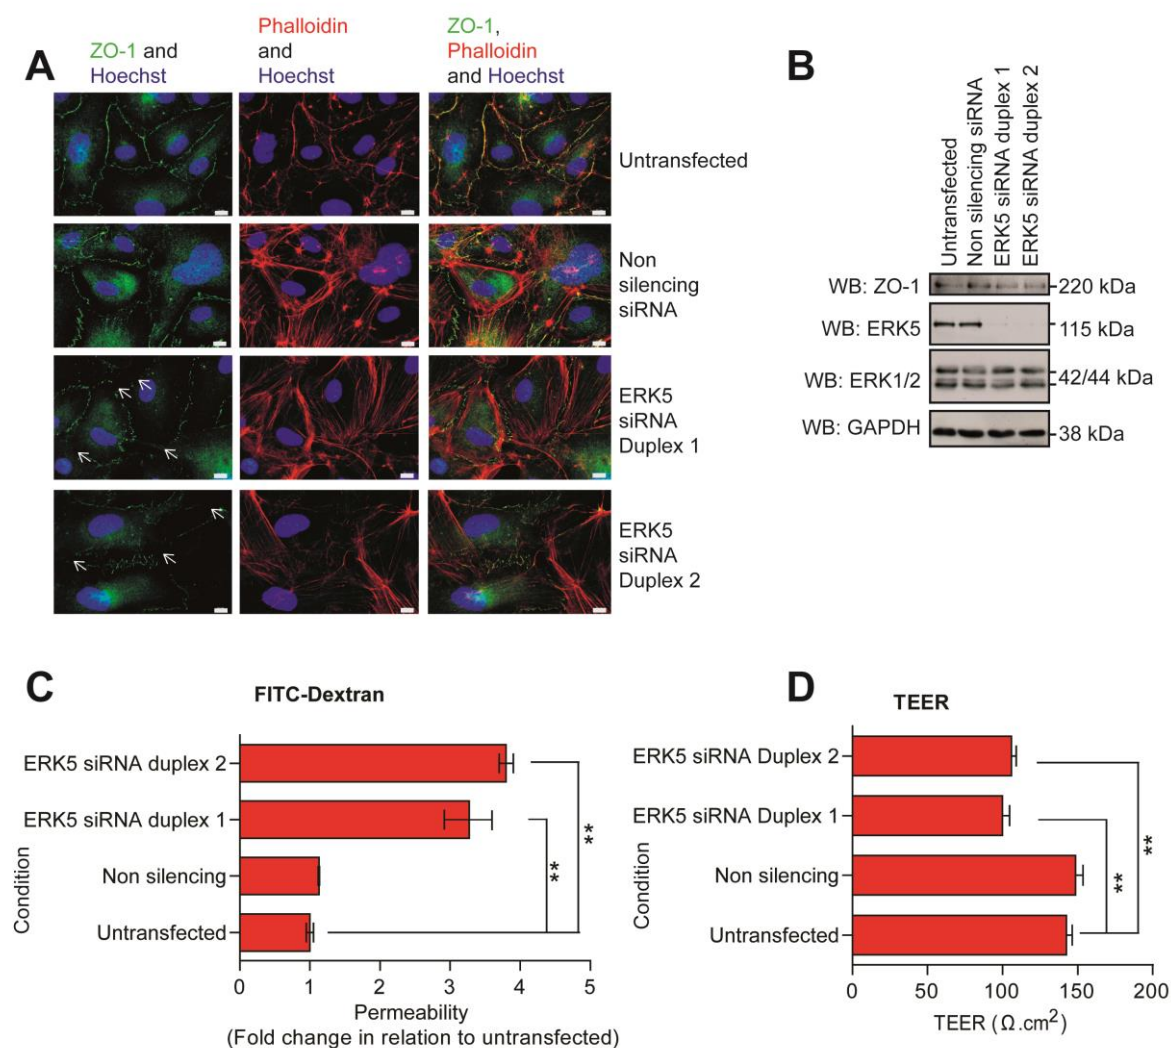 A
ZO-1 and
Hoechst
Phalloidin
and
Hoechst
ZO-1,
Phalloidin
and Hoechst
Untransfected
Non
silencing
siRNA
ERK5
siRNA
Duplex 1
ERK5
siRNA
Duplex 2
B
Untransfected
Non silencing siRNA
ERK5 siRNA duplex 1
ERK5 siRNA duplex 2
WB: ZO-1
220 kDa
WB: ERK5
115 kDa
WB: ERK1/2
42/44 kDa
WB: GAPDH
38 kDa
C
FITC-Dextran
Condition
ERK5 siRNA duplex 2
ERK5 siRNA duplex 1
Non silencing
Untransfected
**
**
0 1 2 3 4 5
Permeability
(Fold change in relation to untransfected)
D
TEER
Condition
ERK5 siRNA Duplex 2
ERK5 siRNA Duplex 1
Non silencing
Untransfected
**
**
0 50 100 150 200
TEER (Ω.cm²)